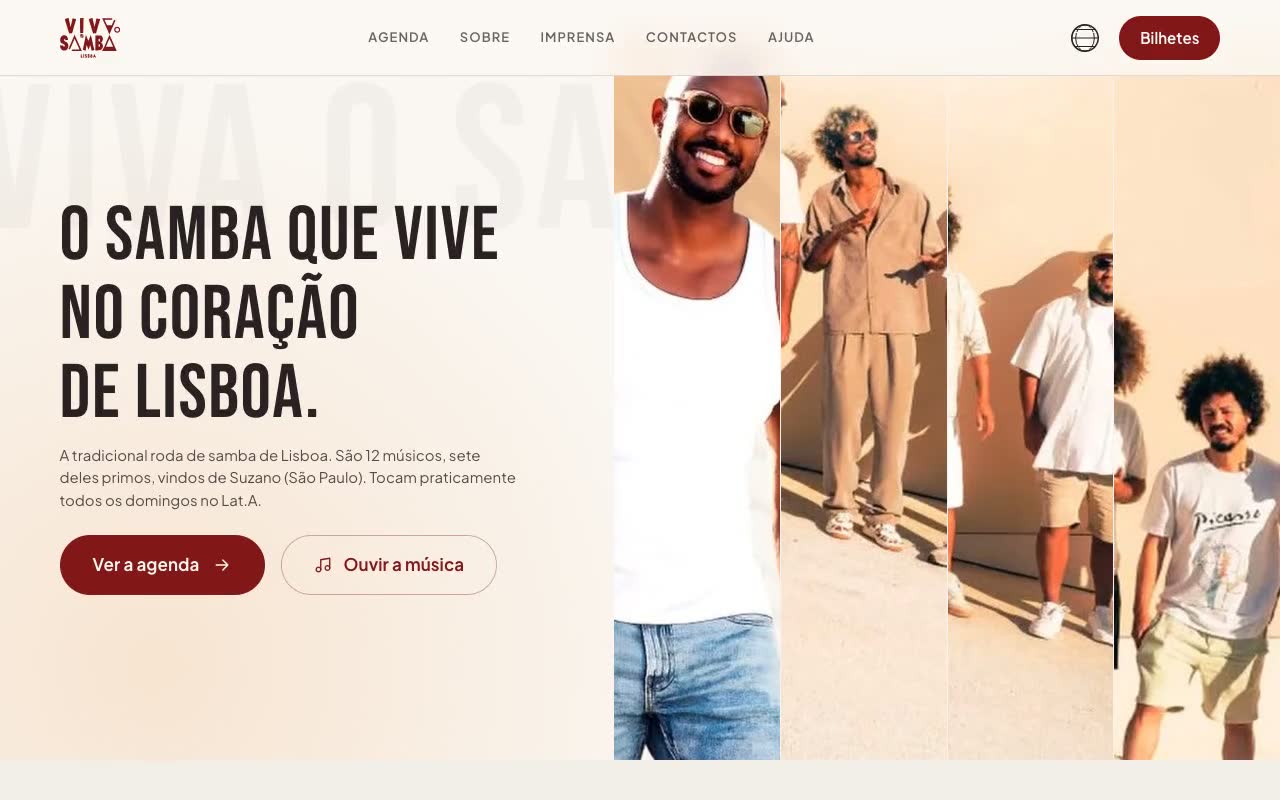 VIVA O SAMBA LISBOA
AGENDA SOBRE IMPRENSA CONTACTOS AJUDA
Bilhetes
VIVA O SA
O SAMBA QUE VIVE
NO CORAÇÃO
DE LISBOA.
A tradicional roda de samba de Lisboa. São 12 músicos, sete
deles primos, vindos de Suzano (São Paulo). Tocam praticamente
todos os domingos no Lat.A.
Ver a agenda →
Ouvir a música
Picasso